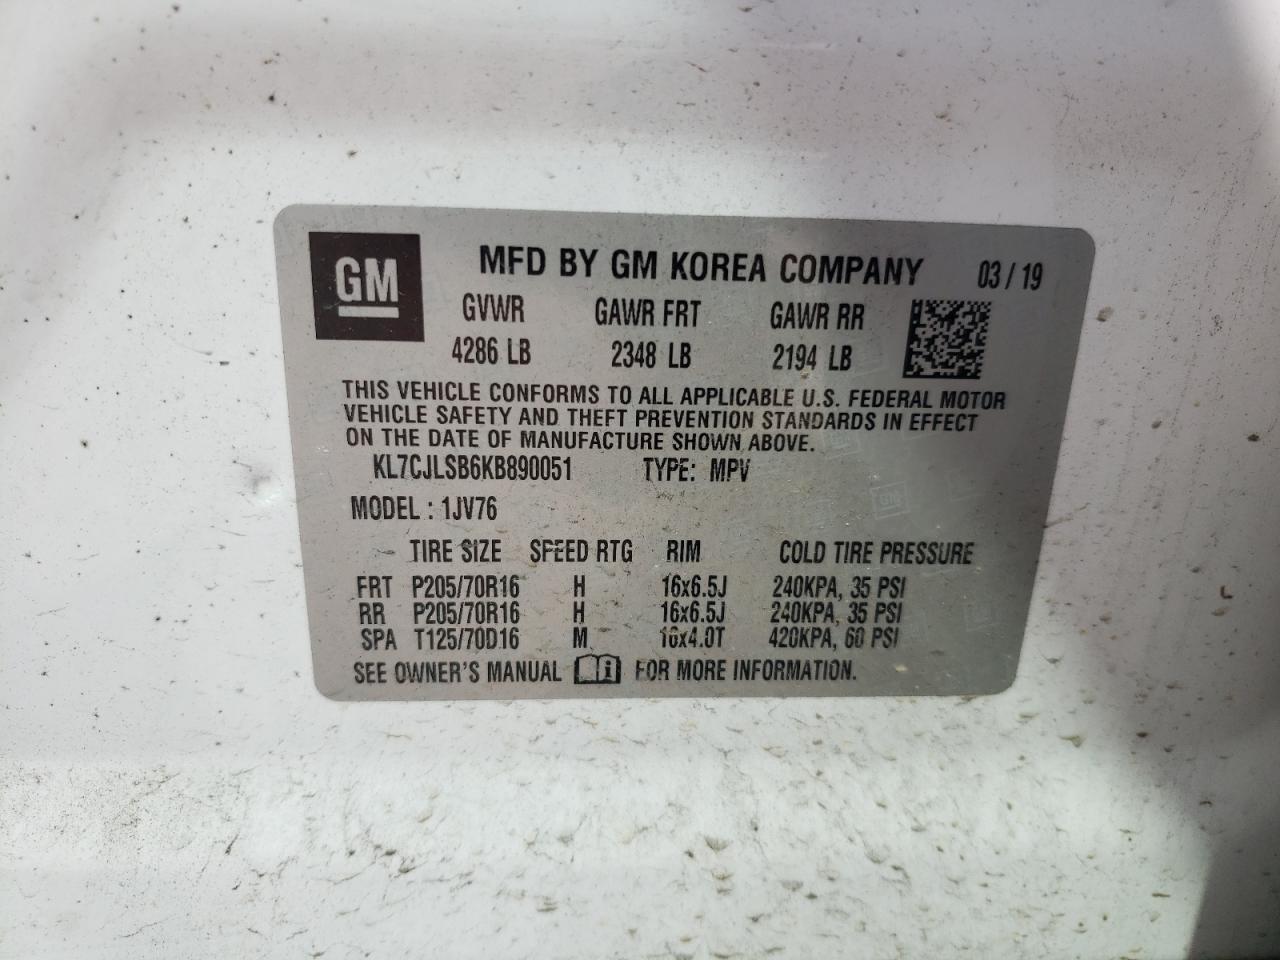 GM
MFD BY GM KOREA COMPANY 03/19
GVWR GAWR FRT GAWR RR
4286 LB 2348 LB 2194 LB
THIS VEHICLE CONFORMS TO ALL APPLICABLE U.S. FEDERAL MOTOR
VEHICLE SAFETY AND THEFT PREVENTION STANDARDS IN EFFECT
ON THE DATE OF MANUFACTURE SHOWN ABOVE.
KL7CJLSB6KB890051 TYPE: MPV
MODEL : 1JV76
TIRE SIZE SPEED RTG RIM COLD TIRE PRESSURE
FRT P205/70R16 H 16x6.5J 240KPA, 35 PSI
RR P205/70R16 H 16x6.5J 240KPA, 35 PSI
SPA T125/70D16 M 16x4.0T 420KPA, 60 PSI
SEE OWNER'S MANUAL i FOR MORE INFORMATION.